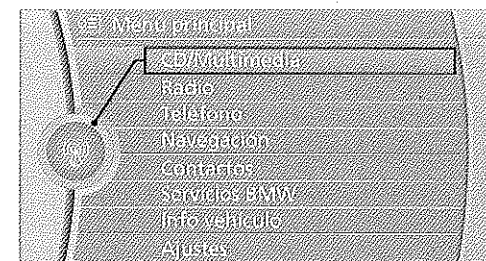 Menú principal
CD/Multimedia
Radio
Teléfono
Navegación
Contactos
Servicios BMW
Info vehículo
Ajustes